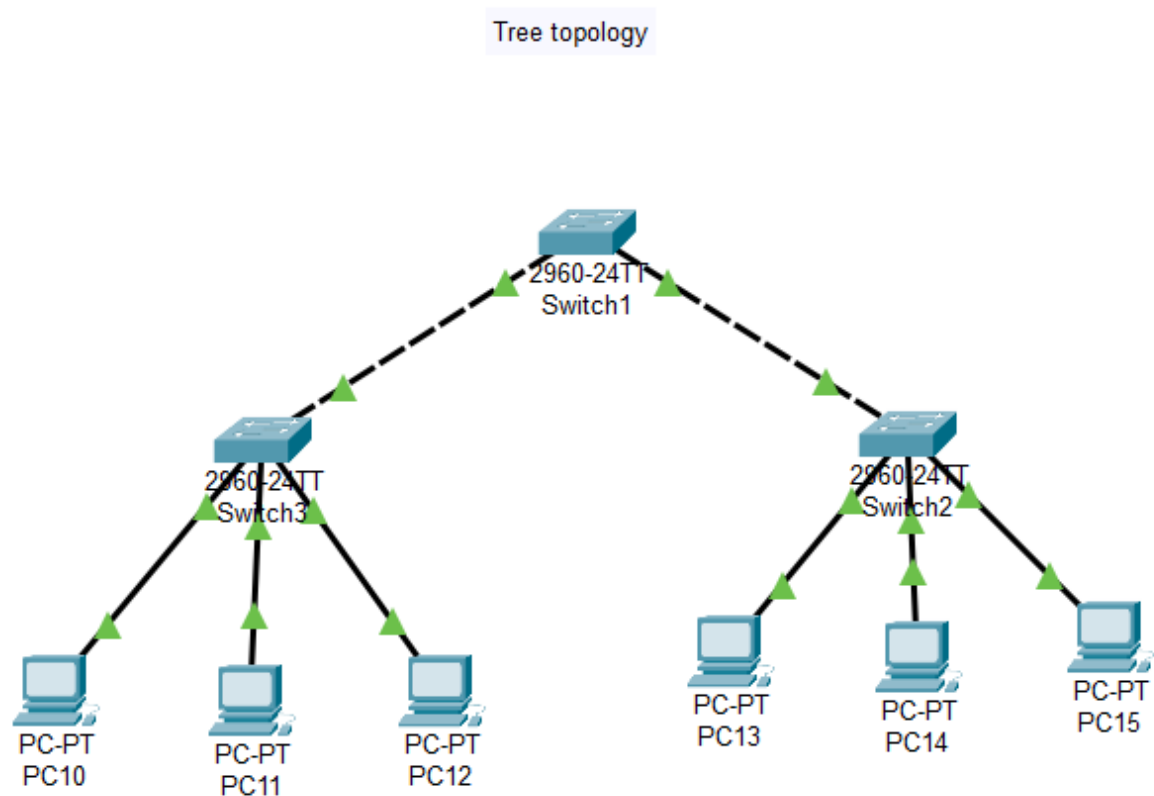 Tree topology
2960-24TT
Switch1
2960-24TT
Switch3
2960-24TT
Switch2
PC-PT
PC10
PC-PT
PC11
PC-PT
PC12
PC-PT
PC13
PC-PT
PC14
PC-PT
PC15